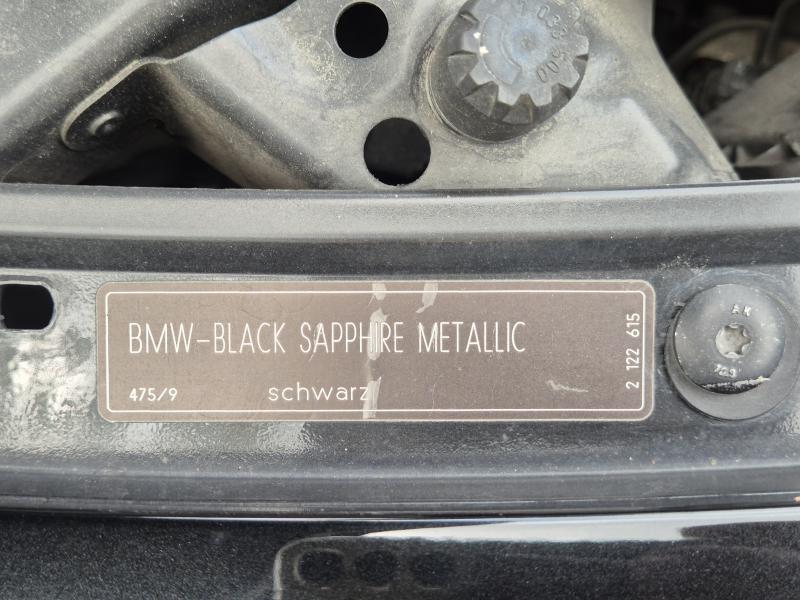 BMW-BLACK SAPPHIRE METALLIC
475/9 schwarz
2 122 615